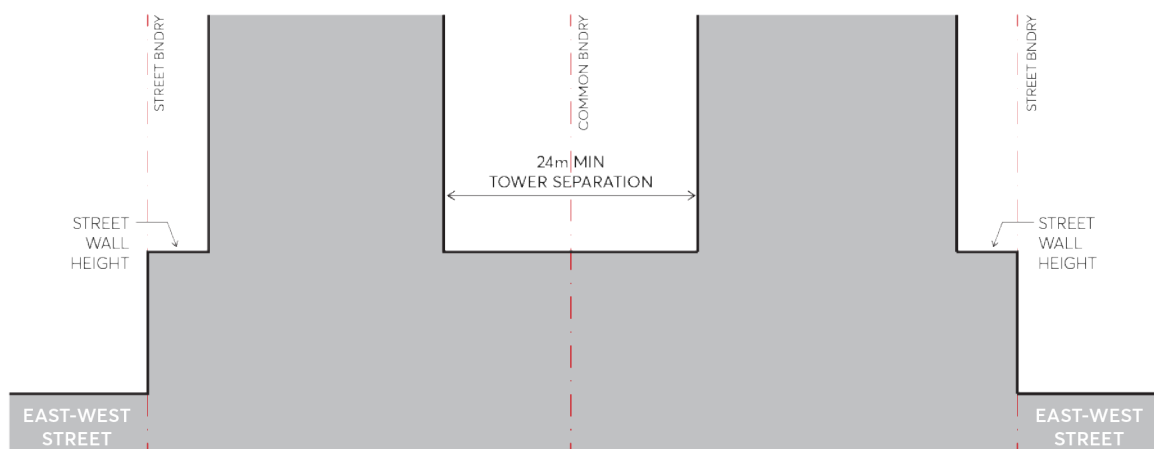 STREET BNDRY
COMMON BNDRY
STREET BNDRY
24m MIN
TOWER SEPARATION
STREET
WALL
HEIGHT
STREET
WALL
HEIGHT
EAST-WEST
STREET
EAST-WEST
STREET